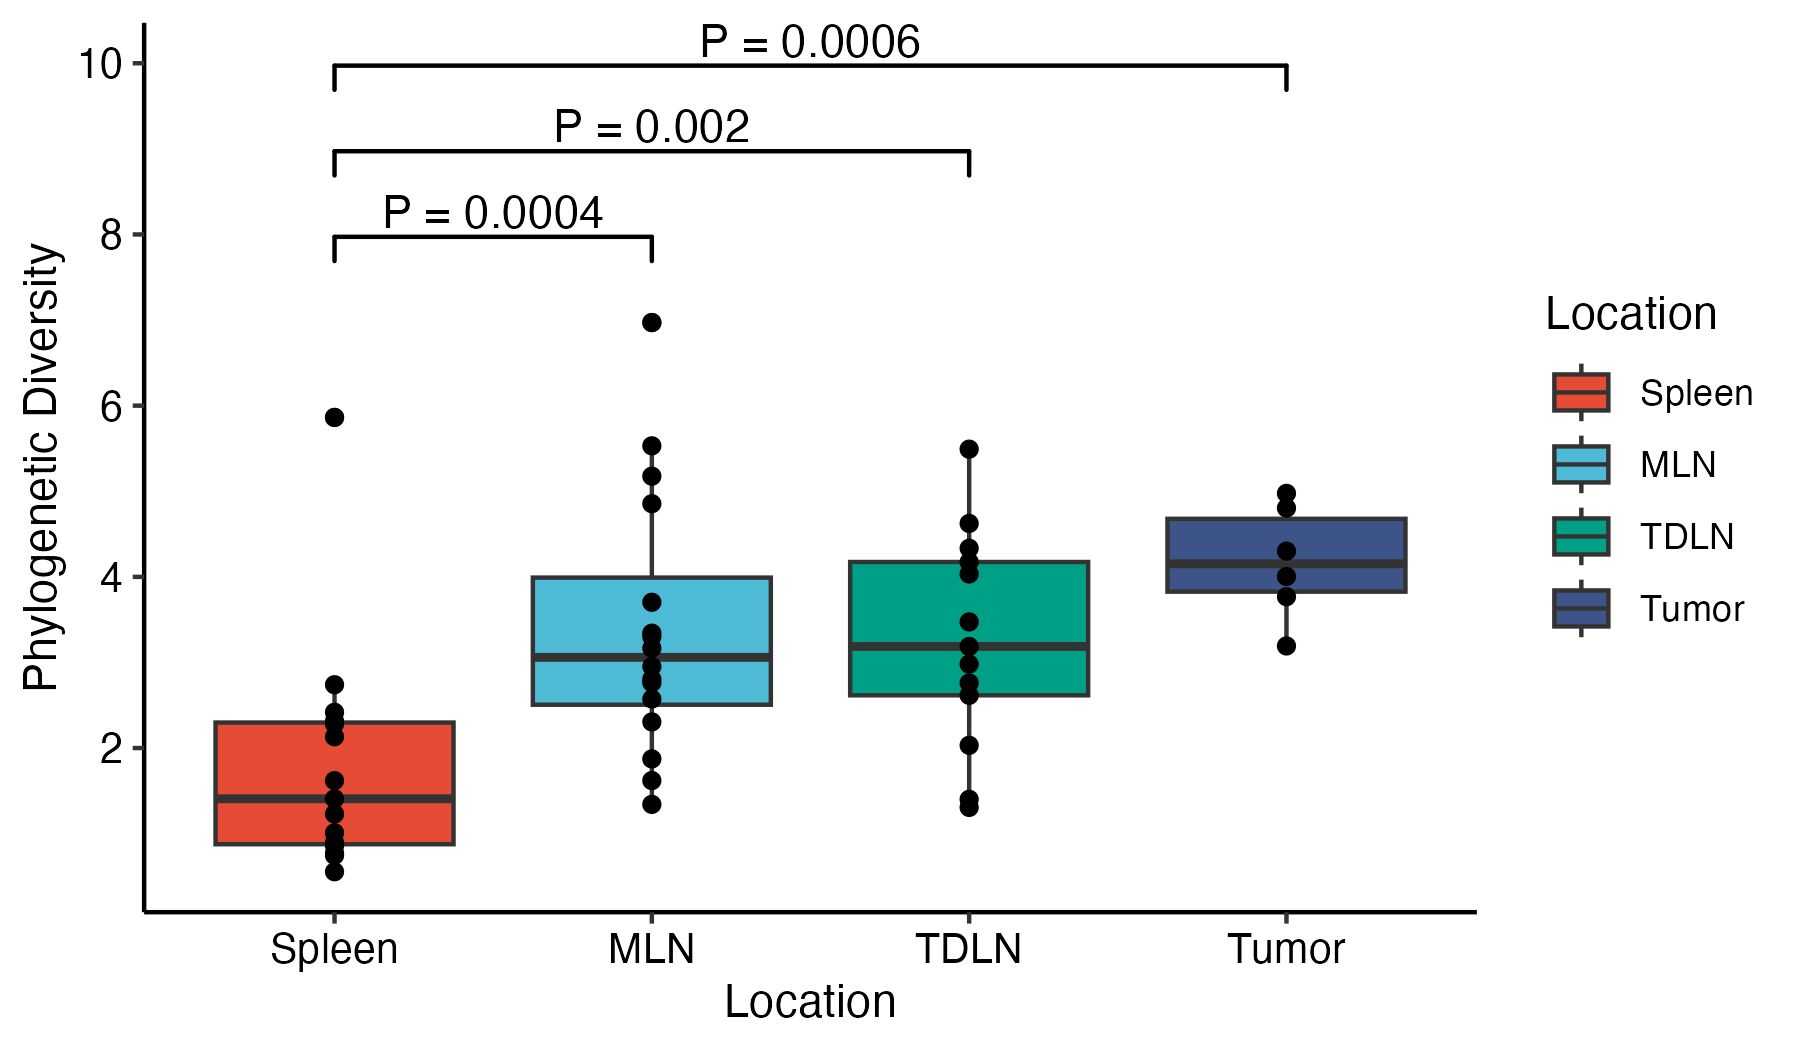 P = 0.0006
P = 0.002
P = 0.0004
10
8
6
4
2
Phylogenetic Diversity
Spleen
MLN
TDLN
Tumor
Location
Location
Spleen
MLN
TDLN
Tumor